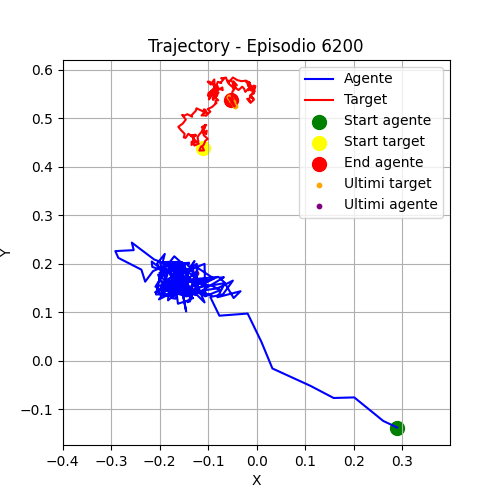 Trajectory - Episodio 6200
Agente
Target
Start agente
Start target
End agente
Ultimi target
Ultimi agente
0.6
0.5
0.4
0.3
0.2
0.1
0.0
−0.1
Y
−0.4 −0.3 −0.2 −0.1 0.0 0.1 0.2 0.3
X